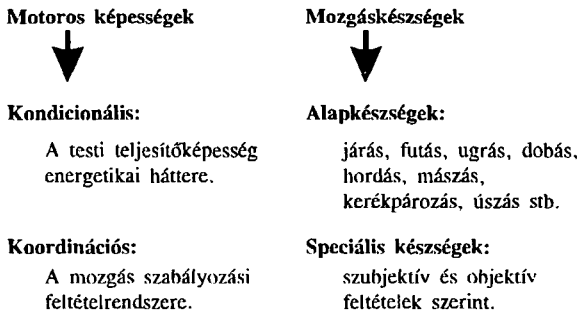 Motoros képességek
Kondicionális:
A testi teljesítőképesség
energetikai háttere.
Koordinációs:
A mozgás szabályozási
feltételrendszere.
Mozgáskészségek
Alapkészségek:
járás, futás, ugrás, dobás,
hordás, mászás,
kerékpározás, úszás stb.
Speciális készségek:
szubjektív és objektív
feltételek szerint.